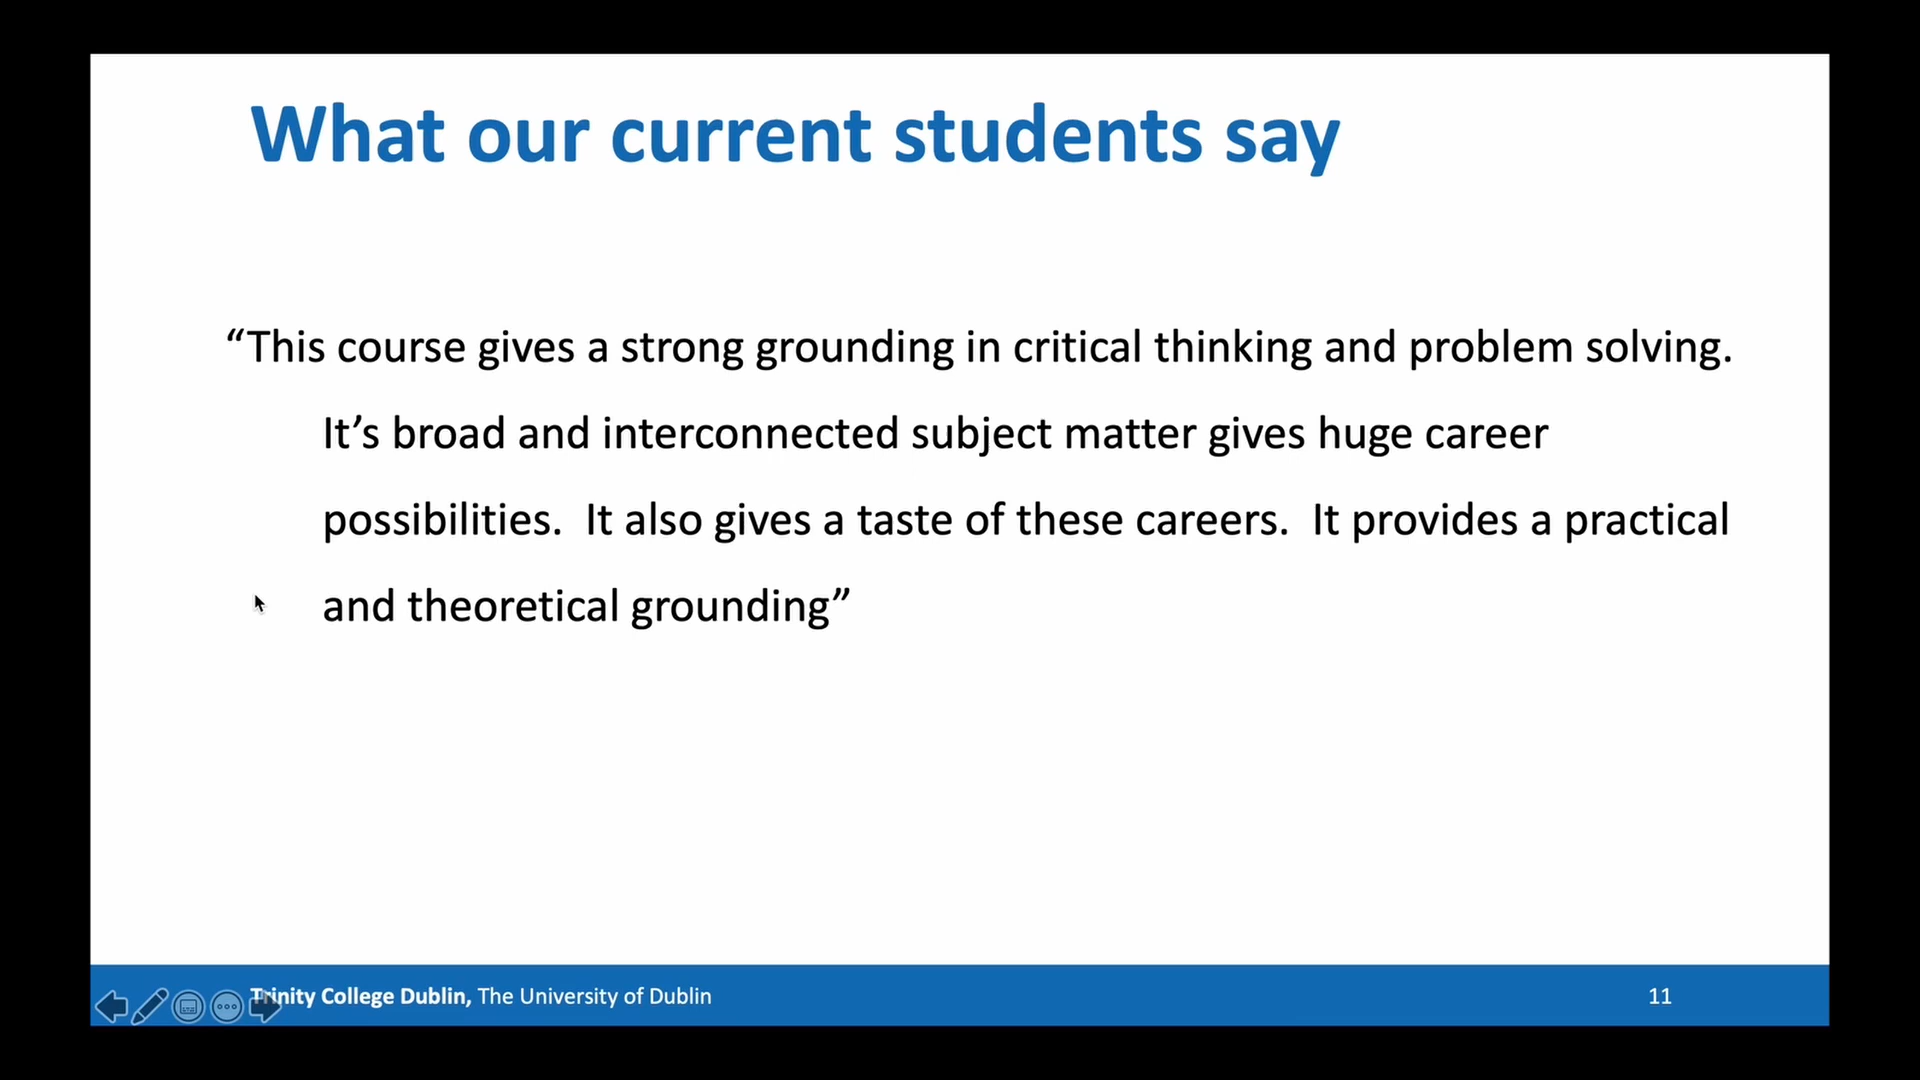 What our current students say
“This course gives a strong grounding in critical thinking and problem solving.
It’s broad and interconnected subject matter gives huge career
possibilities.  It also gives a taste of these careers.  It provides a practical
and theoretical grounding”
Trinity College Dublin, The University of Dublin
11